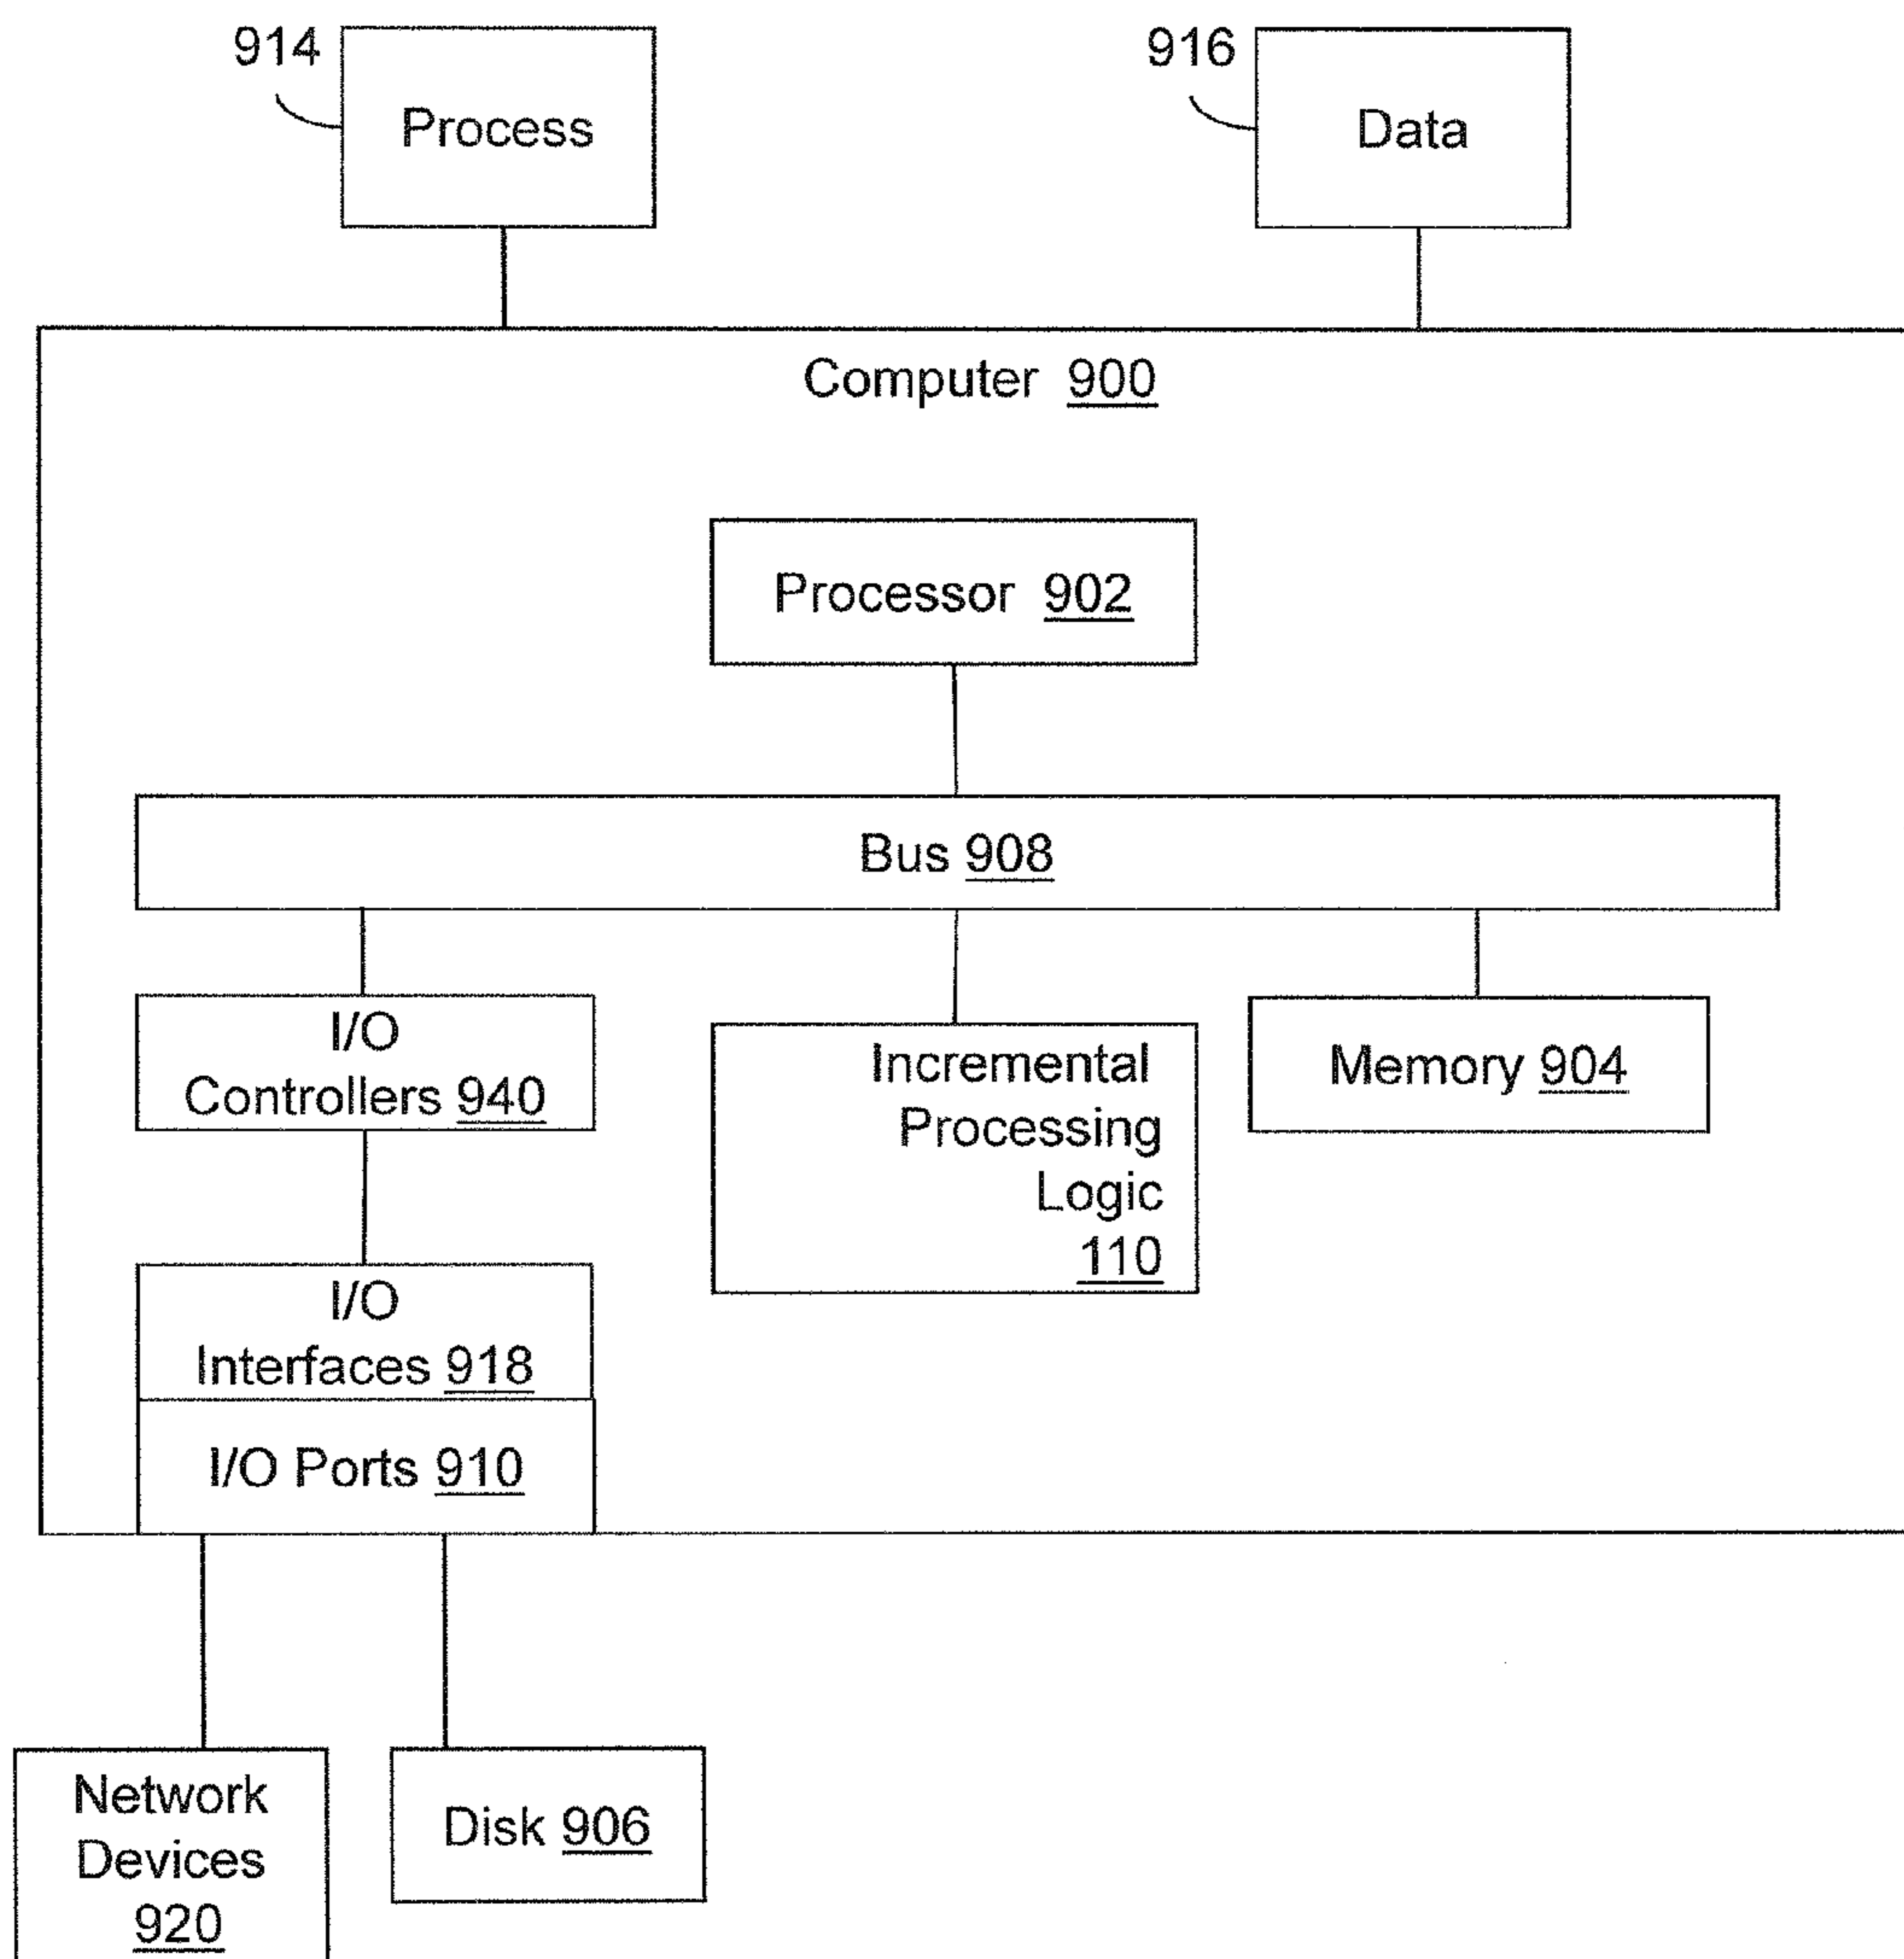 914
Process
916
Data
Computer 900
Processor 902
Bus 908
I/O
Controllers 940
Incremental
Processing
Logic
110
Memory 904
I/O
Interfaces 918
I/O Ports 910
Network
Devices
920
Disk 906